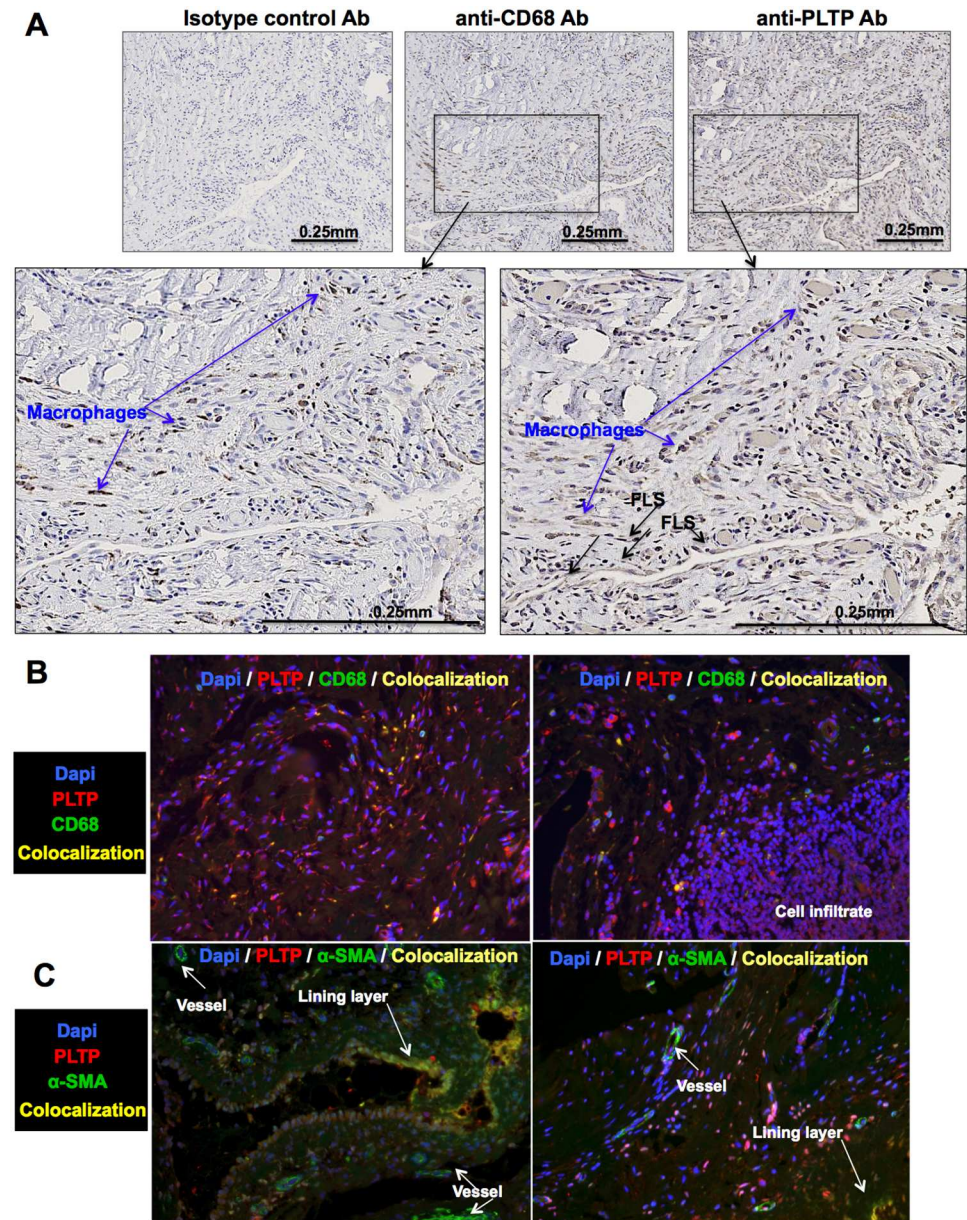 A
Isotype control Ab
anti-CD68 Ab
anti-PLTP Ab
0.25mm
0.25mm
0.25mm
Macrophages
Macrophages
FLS
FLS
0.25mm
0.25mm
B
Dapi / PLTP / CD68 / Colocalization
Dapi / PLTP / CD68 / Colocalization
Dapi
PLTP
CD68
Colocalization
Cell infiltrate
C
Dapi / PLTP / α-SMA / Colocalization
Dapi / PLTP / α-SMA / Colocalization
Vessel
Lining layer
Dapi
PLTP
α-SMA
Colocalization
Vessel
Lining layer
Vessel